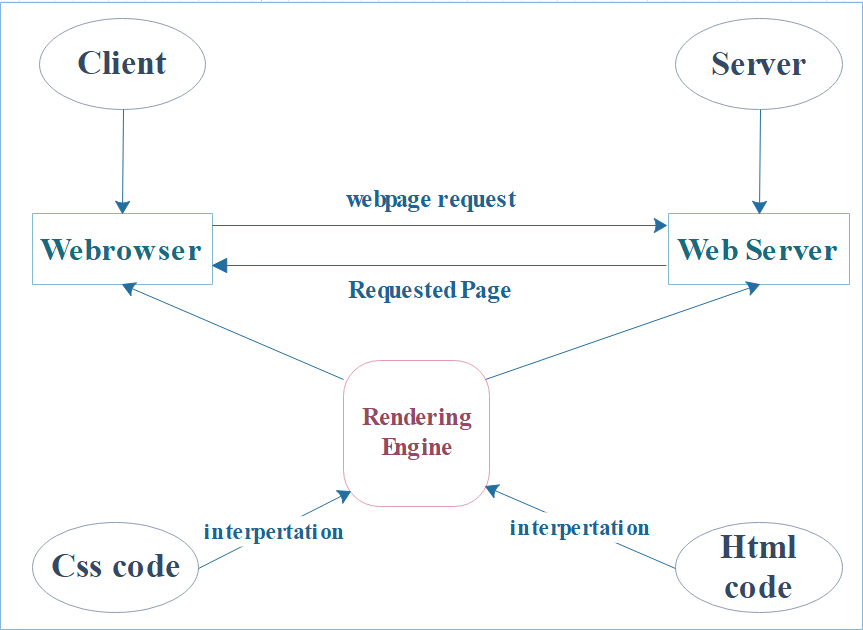 Client
Server
webpage request
Webrowser
Web Server
Requested Page
Rendering
Engine
interpertation
interpertation
Css code
Html
code